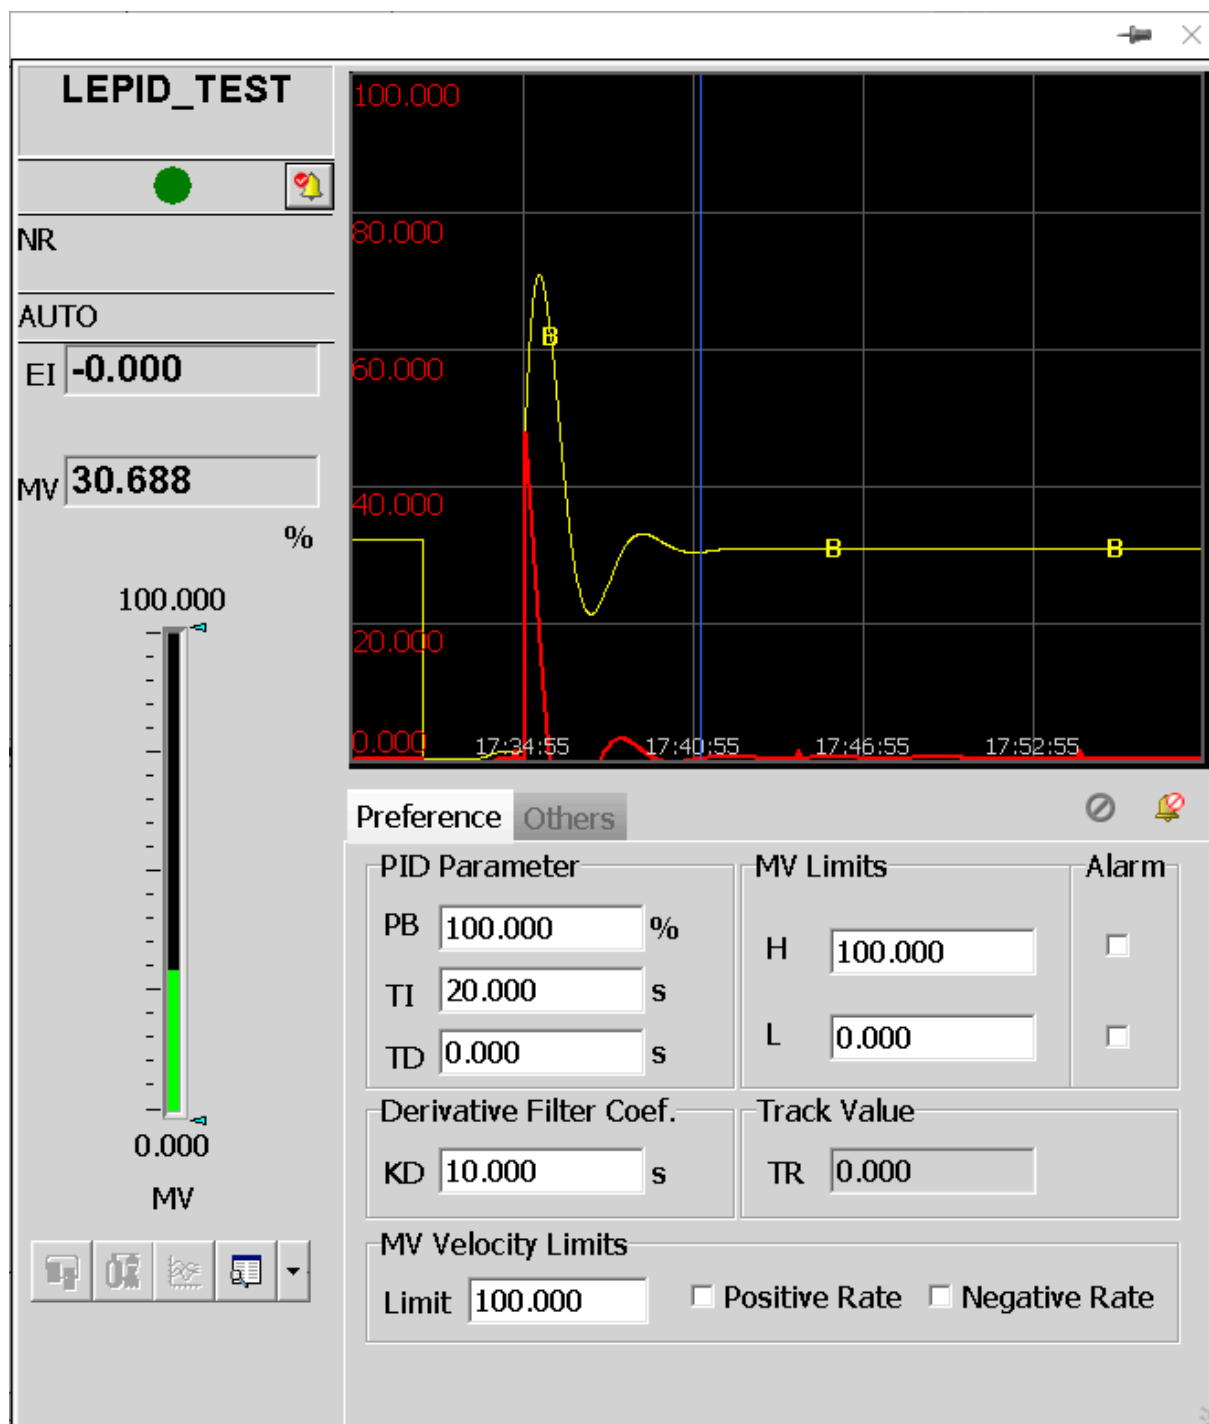 LEPID_TEST
NR
AUTO
EI -0.000
MV 30.688
%
100.000
0.000
MV
100.000
80.000
B
60.000
40.000
B B
20.000
0.000 17:34:55 17:40:55 17:46:55 17:52:55
Preference Others
PID Parameter
PB 100.000 %
TI 20.000 s
TD 0.000 s
MV Limits Alarm
H 100.000
L 0.000
Derivative Filter Coef.
KD 10.000 s
Track Value
TR 0.000
MV Velocity Limits
Limit 100.000 Positive Rate Negative Rate